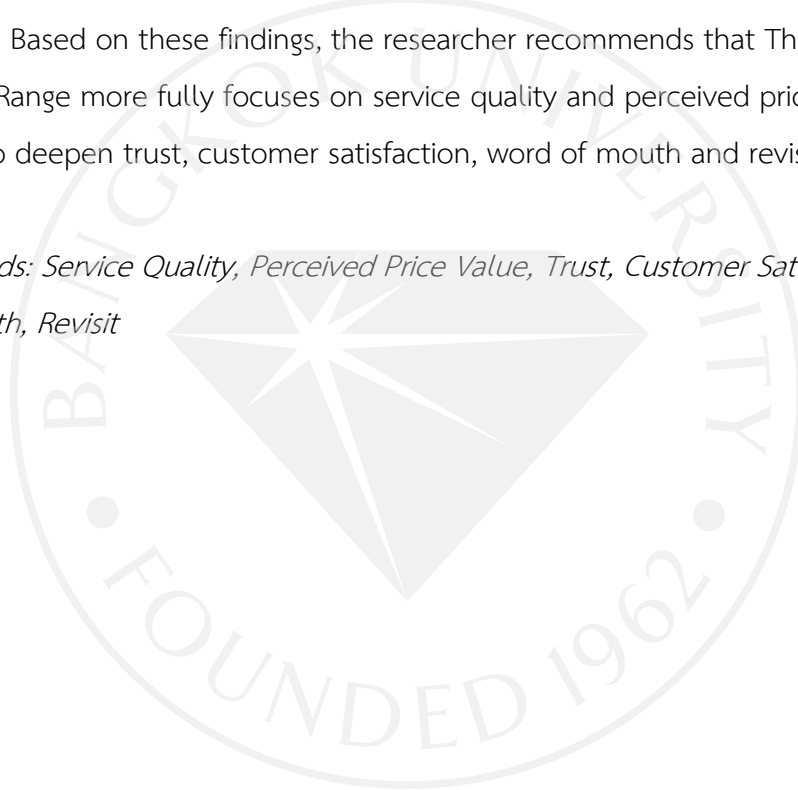 Based on these findings, the researcher recommends that Th
Range more fully focuses on service quality and perceived pric
o deepen trust, customer satisfaction, word of mouth and revis
ds: Service Quality, Perceived Price Value, Trust, Customer Sat
th, Revisit
BANGKOK UNIVERSITY
FOUNDED 1962